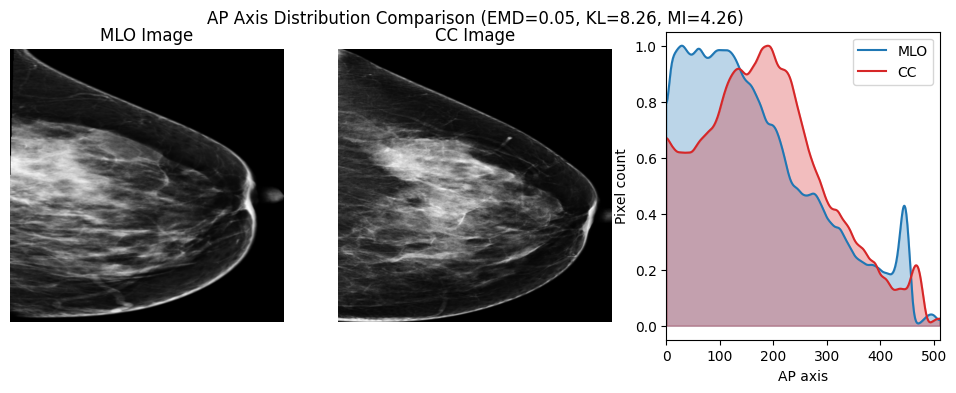 AP Axis Distribution Comparison (EMD=0.05, KL=8.26, MI=4.26)
MLO Image
CC Image
MLO
CC
Pixel count
1.0
0.8
0.6
0.4
0.2
0.0
0 100 200 300 400 500
AP axis